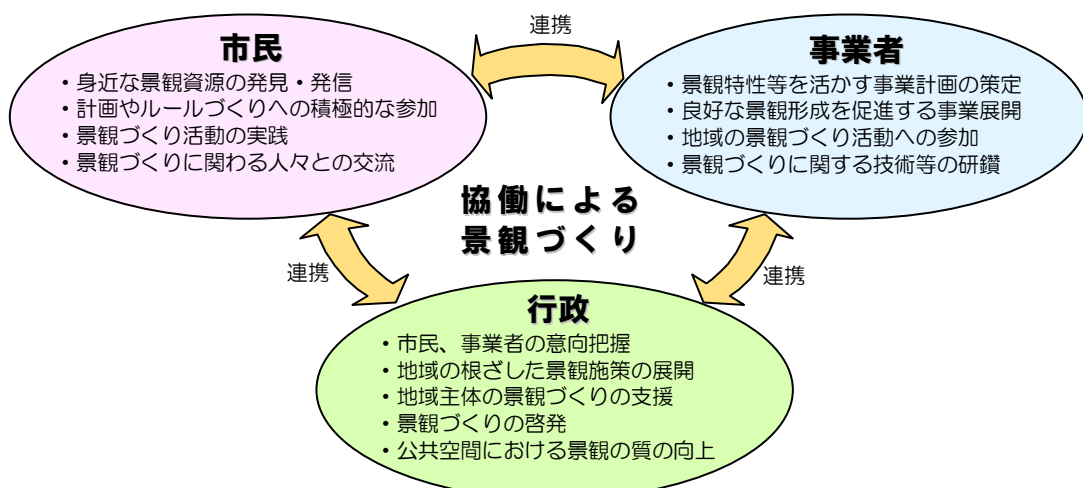 連携
市民
・身近な景観資源の発見・発信
・計画やルールづくりへの積極的な参加
・景観づくり活動の実践
・景観づくりに関わる人々との交流
事業者
・景観特性等を活かす事業計画の策定
・良好な景観形成を促進する事業展開
・地域の景観づくり活動への参加
・景観づくりに関する技術等の研鑽
協働による
景観づくり
連携
連携
行政
・市民、事業者の意向把握
・地域の根ざした景観施策の展開
・地域主体の景観づくりの支援
・景観づくりの啓発
・公共空間における景観の質の向上